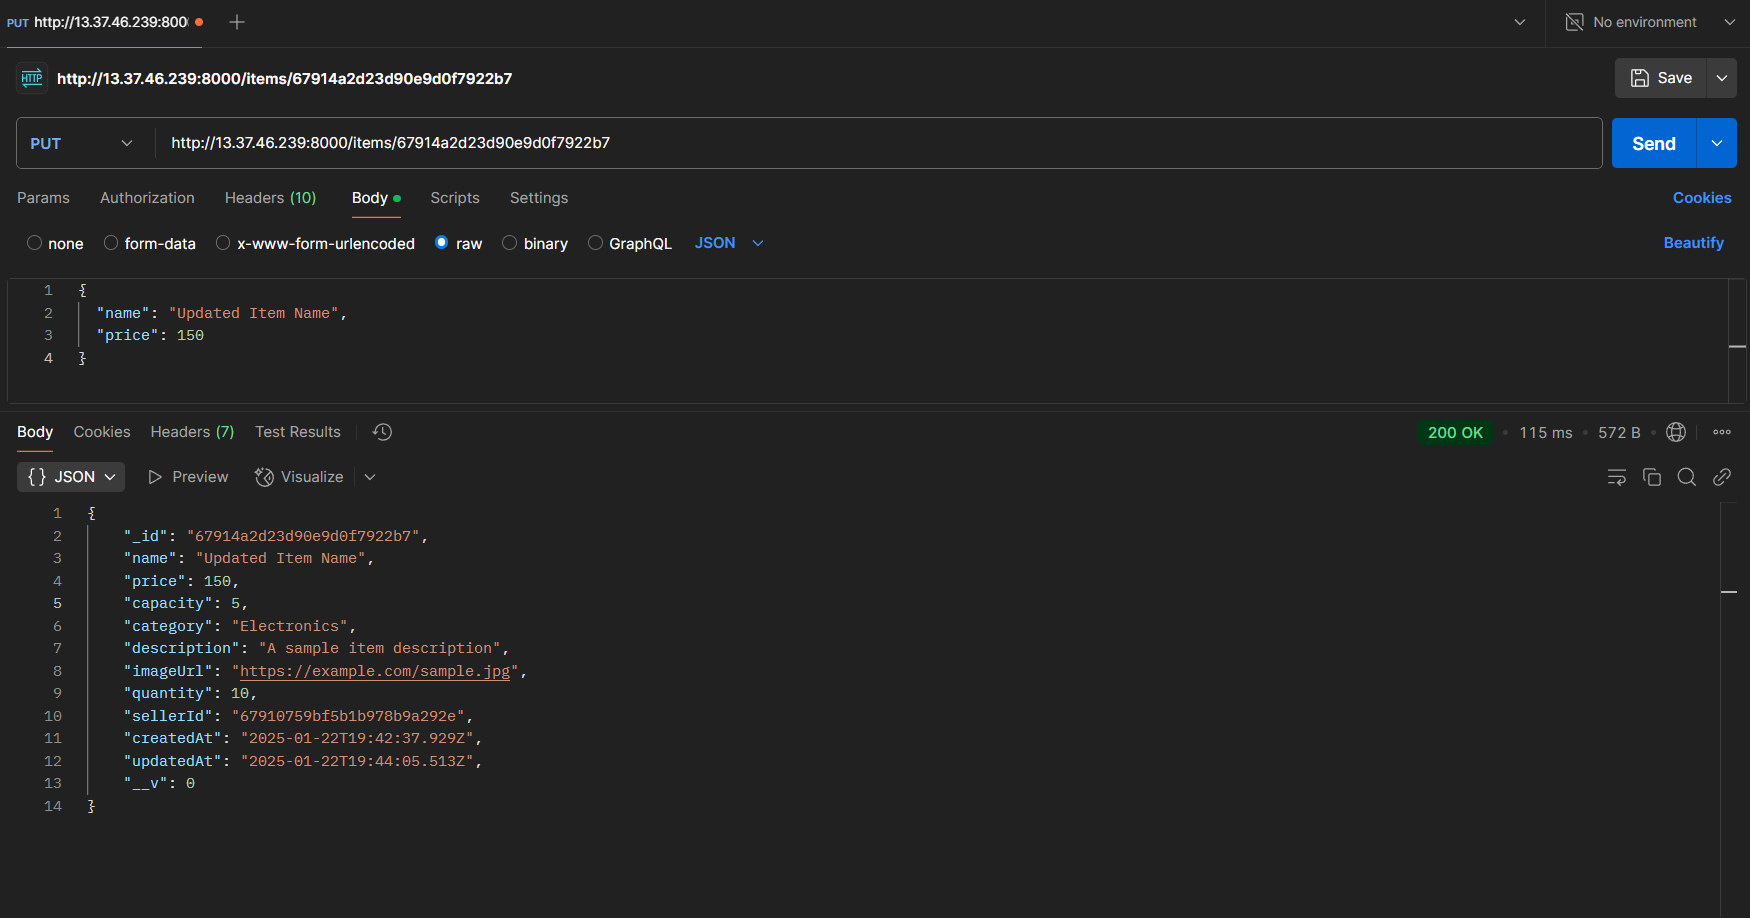 PUT http://13.37.46.239:800
No environment
HTTP http://13.37.46.239:8000/items/67914a2d23d90e9d0f7922b7
Save
PUT http://13.37.46.239:8000/items/67914a2d23d90e9d0f7922b7
Send
Params Authorization Headers (10) Body Scripts Settings Cookies
none form-data x-www-form-urlencoded raw binary GraphQL JSON Beautify
1 {
2 "name": "Updated Item Name",
3 "price": 150
4 }
Body Cookies Headers (7) Test Results 200 OK 115 ms 572 B
{} JSON Preview Visualize
1 {
2 "_id": "67914a2d23d90e9d0f7922b7",
3 "name": "Updated Item Name",
4 "price": 150,
5 "capacity": 5,
6 "category": "Electronics",
7 "description": "A sample item description",
8 "imageUrl": "https://example.com/sample.jpg",
9 "quantity": 10,
10 "sellerId": "67910759bf5b1b978b9a292e",
11 "createdAt": "2025-01-22T19:42:37.929Z",
12 "updatedAt": "2025-01-22T19:44:05.513Z",
13 "__v": 0
14 }